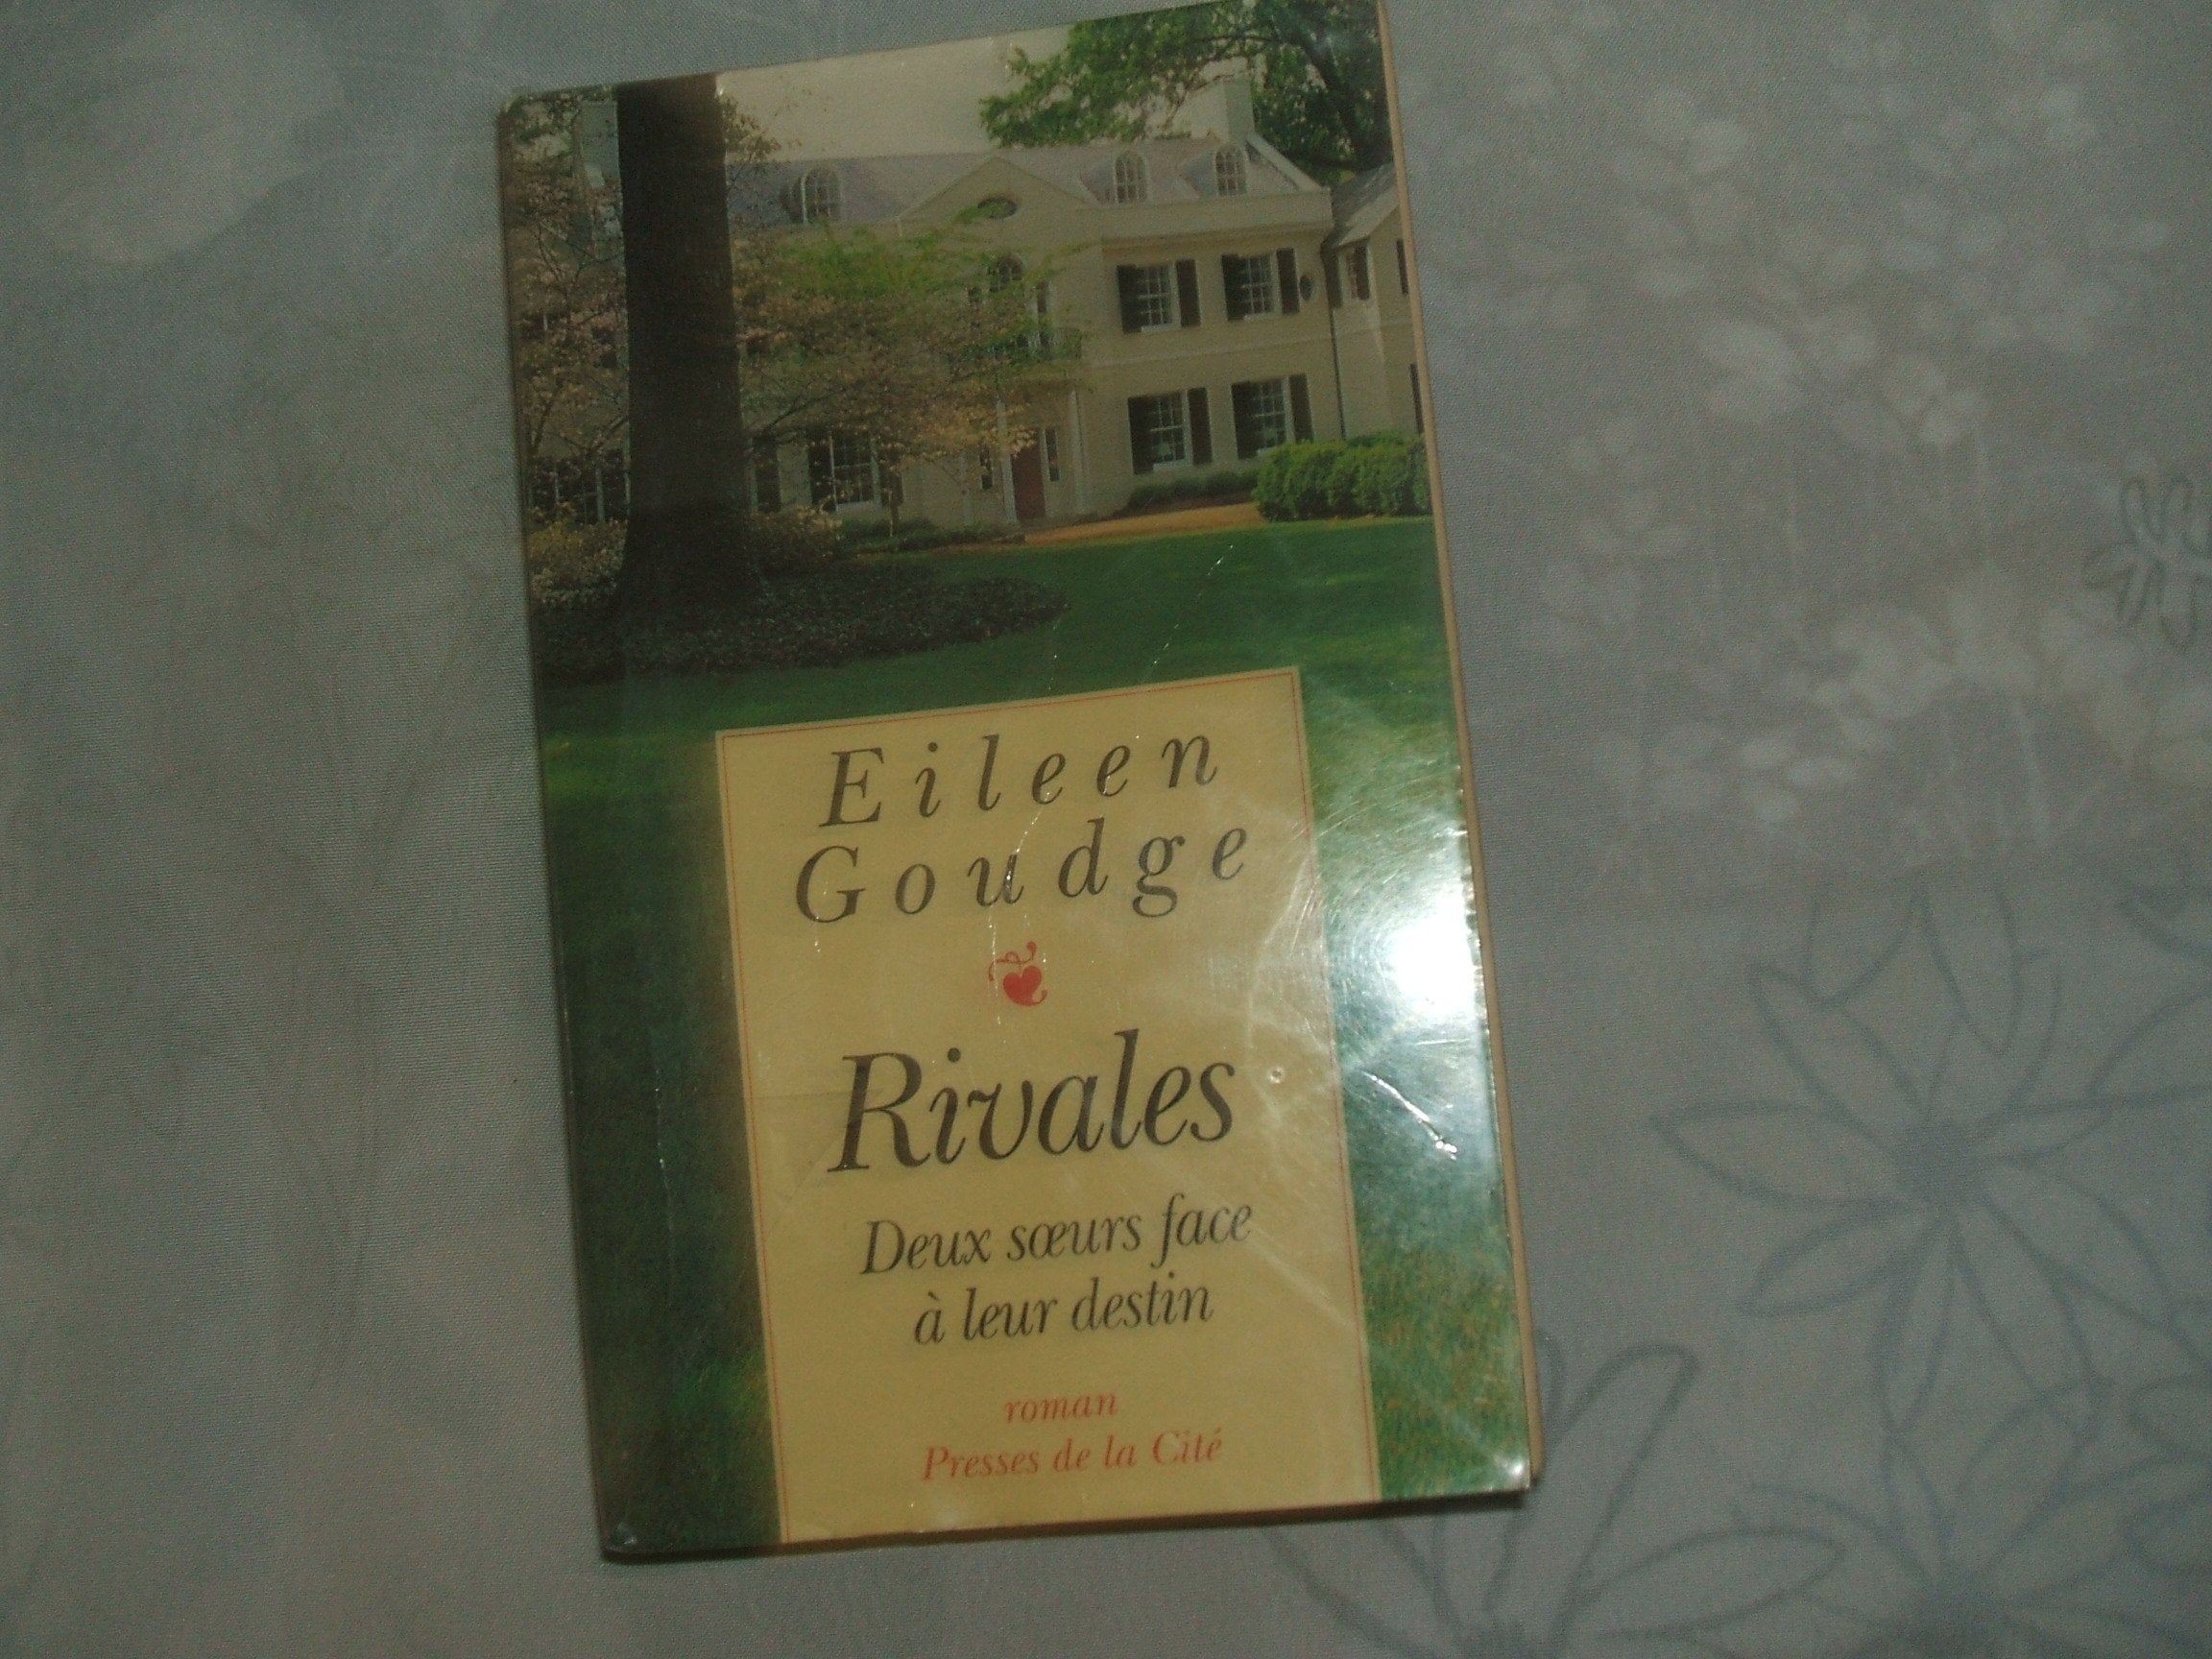 Eileen
Goudge
Rivales
Deux sœurs face
à leur destin
roman
Presses de la Cité